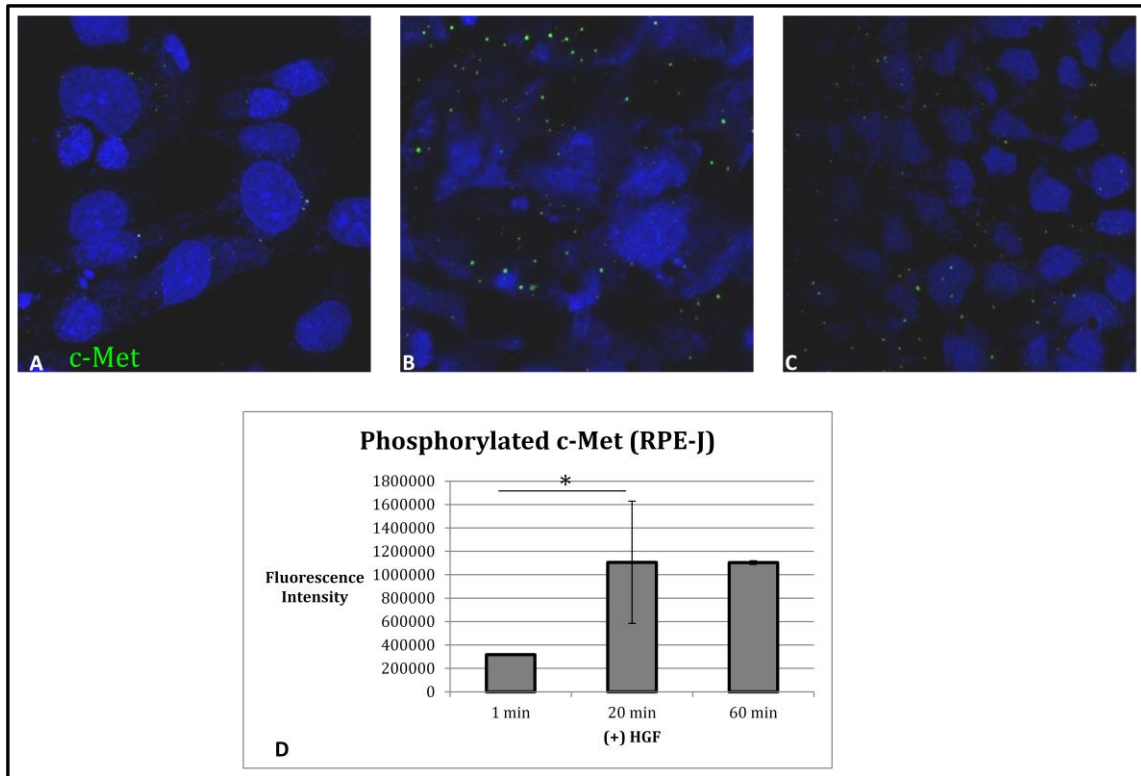 A
c-Met
B
C
Phosphorylated c-Met (RPE-J)
*
1800000
1600000
1400000
1200000
1000000
800000
600000
400000
200000
0
Fluorescence
Intensity
1 min
20 min
60 min
(+) HGF
D